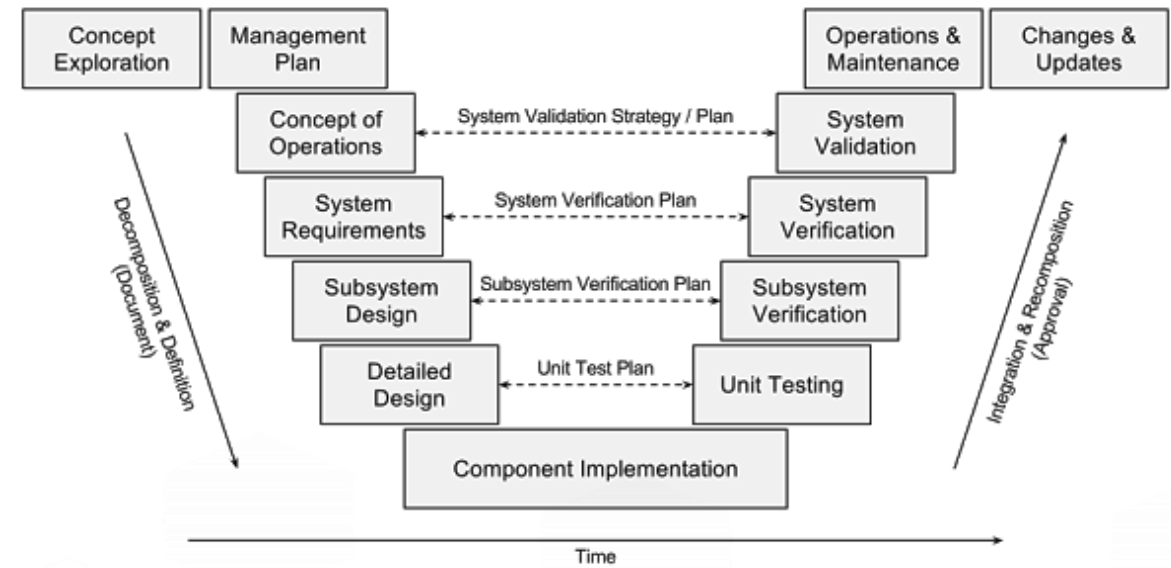 Concept
Exploration
Management
Plan
Operations &
Maintenance
Changes &
Updates
Concept of
Operations
System Validation Strategy / Plan
System
Validation
System
Requirements
System Verification Plan
System
Verification
Subsystem
Design
Subsystem Verification Plan
Subsystem
Verification
Detailed
Design
Unit Test Plan
Unit Testing
Component Implementation
Decomposition & Definition
(Document)
Integration & Recomposition
(Approval)
Time